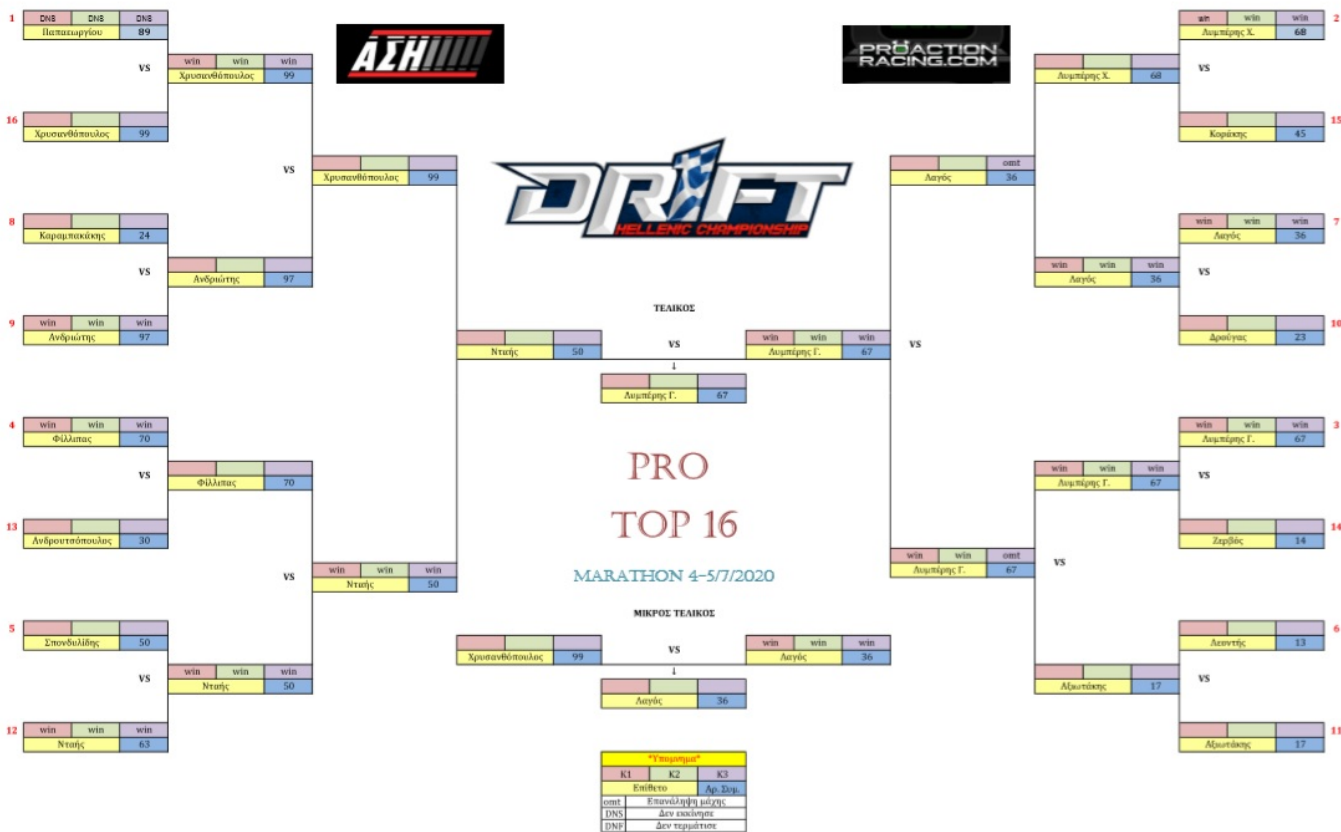 1 DNS DNS DNS
Παπαεωργίου 89
VS
16
Χρυσανθόπουλος 99
win win win
Χρυσανθόπουλος 99
VS
8
Καραμπακάκης 24
VS
9 win win win
Ανδριώτης 97
Ανδριώτης 97
Χρυσανθόπουλος 99
4 win win win
Φίλλιπας 70
VS
13
Ανδρουτσόπουλος 30
Φίλλιπας 70
VS
5
Σπονδυλίδης 50
VS
12 win win win
Νταής 63
win win win
Νταής 50
win win win
Νταής 50
ΑΣΗ
PROACTION
RACING.COM
DRIFT
HELLENIC CHAMPIONSHIP
ΤΕΛΙΚΟΣ
Νταής 50
VS
win win win
Λυμπέρης Γ. 67
↓
Λυμπέρης Γ. 67
PRO
TOP 16
MARATHON 4-5/7/2020
ΜΙΚΡΟΣ ΤΕΛΙΚΟΣ
Χρυσανθόπουλος 99
VS
win win win
Λαγός 36
↓
Λαγός 36
"Υπομνημα"
K1 K2 K3
Επίθετο Αρ. Συμ.
omt Επανάληψη μάχης
DNS Δεν εκκίνησε
DNF Δεν τερμάτισε
win win win 2
Λυμπέρης Χ. 68
VS
15
Κοράκης 45
Λυμπέρης Χ. 68
omt
Λαγός 36
win win win 7
Λαγός 36
VS
10
Δρούγας 23
win win win
Λαγός 36
VS
win win win 3
Λυμπέρης Γ. 67
VS
14
Ζερβός 14
win win win
Λυμπέρης Γ. 67
VS
win win omt
Λυμπέρης Γ. 67
6
Λεοντής 13
VS
11
Αξιωτάκης 17
Αξιωτάκης 17